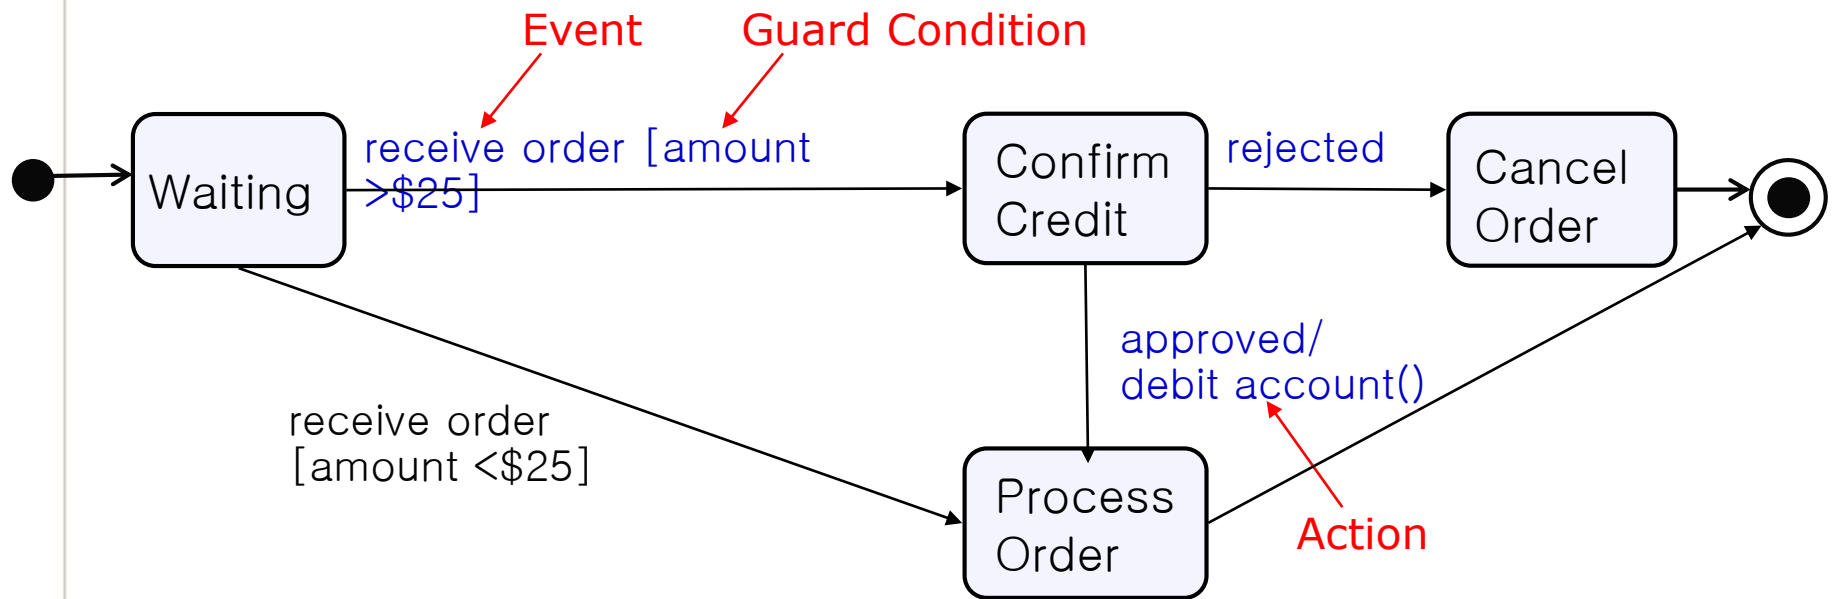 Event
Guard Condition
receive order [amount
>$25]
Waiting
Confirm
Credit
rejected
Cancel
Order
approved/
debit account()
receive order
[amount <$25]
Process
Order
Action